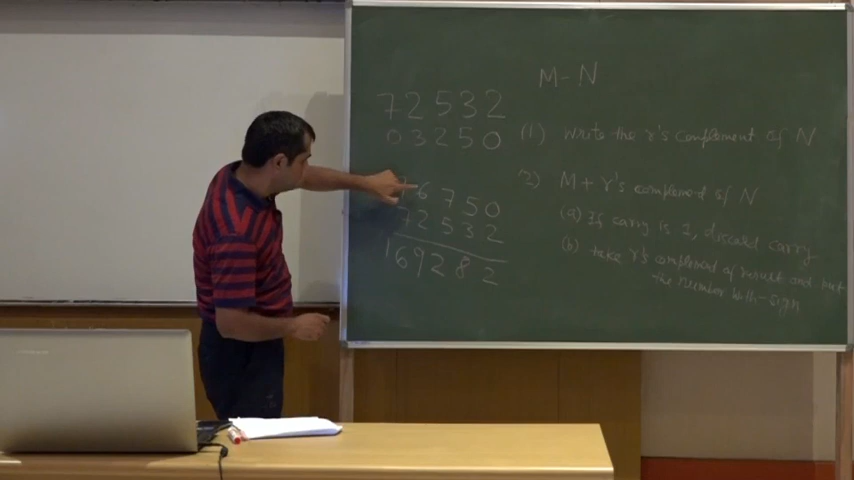 M-N
72532
03250
(1) Write the r's complement of N
6750
2) M + r's complement of N
72532
(a) If carry is 1, discard carry
169282
(b) take r's complement of result and put
the number with - sign